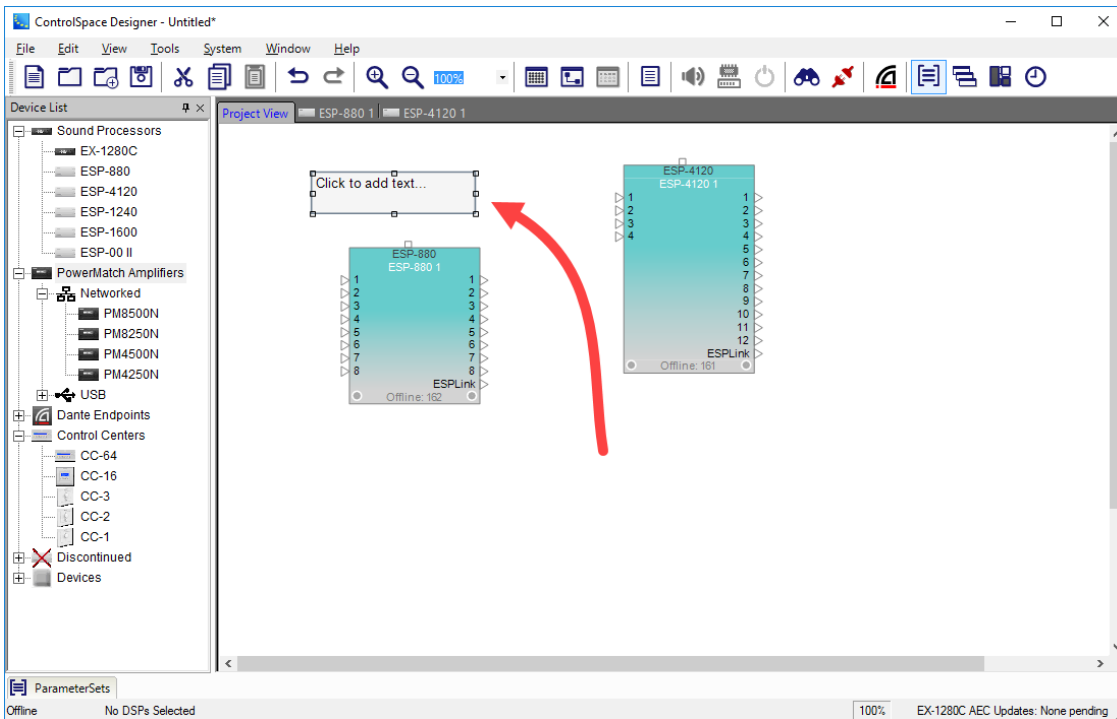 ControlSpace Designer - Untitled*
File Edit View Tools System Window Help
100%
Device List
Project View ESP-880 1 ESP-4120 1
Sound Processors
EX-1280C
ESP-880
ESP-4120
ESP-1240
ESP-1600
ESP-00 II
PowerMatch Amplifiers
Networked
PM8500N
PM8250N
PM4500N
PM4250N
USB
Dante Endpoints
Control Centers
CC-64
CC-16
CC-3
CC-2
CC-1
Discontinued
Devices
Click to add text...
ESP-880
ESP-880 1
1 1
2 2
3 3
4 4
5 5
6 6
7 7
8 8
ESPLink
Offline: 162
ESP-4120
ESP-4120 1
1 1
2 2
3 3
4 4
5
6
7
8
9
10
11
12
ESPLink
Offline: 161
ParameterSets
Offline No DSPs Selected 100% EX-1280C AEC Updates: None pending